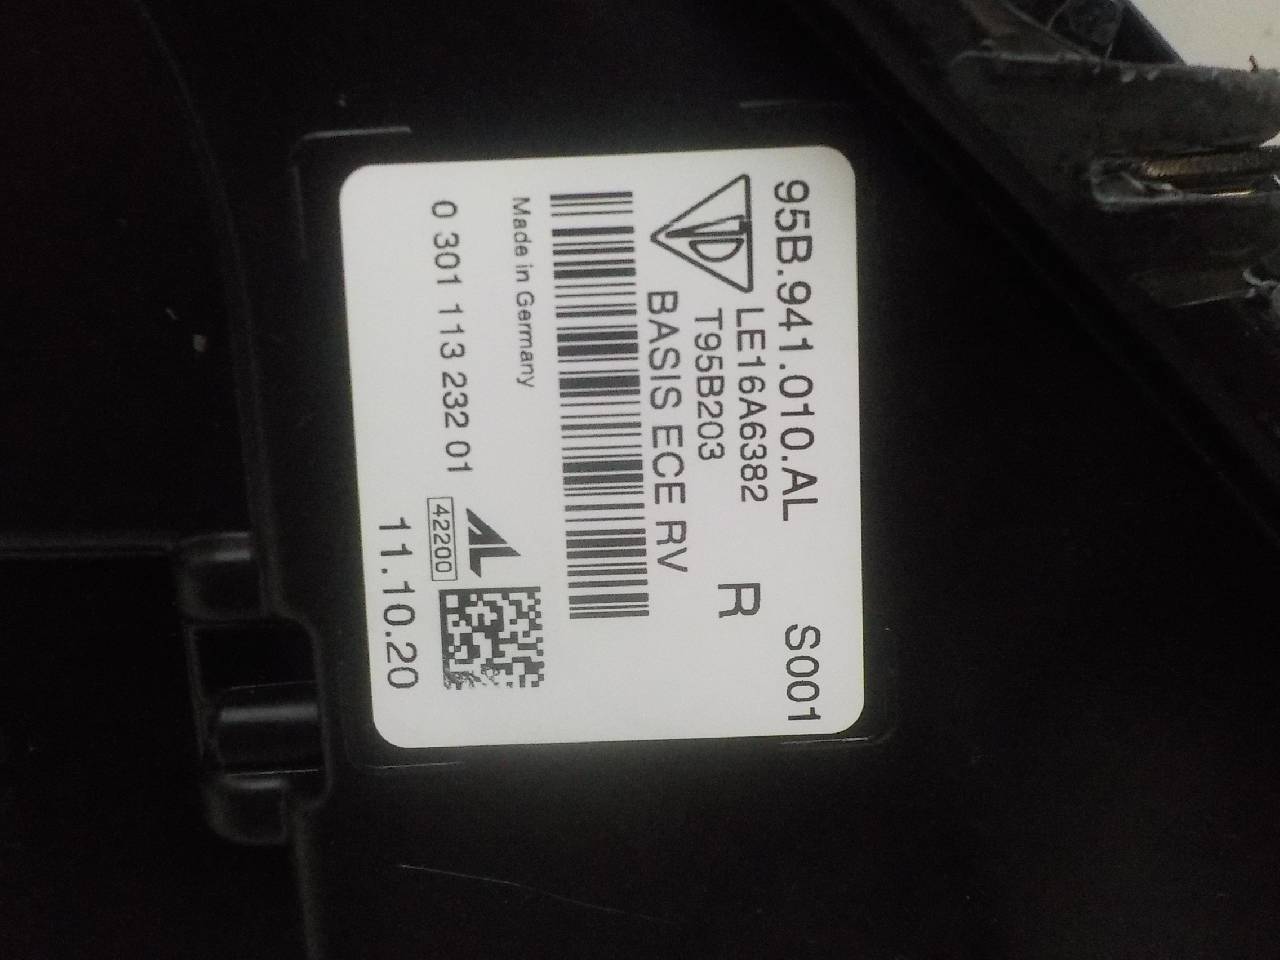 95B.941.010.AL S001
LE16A6382
T95B203 R
BASIS ECE RV
Made in Germany
0 301 113 232 01 AL
42200
11.10.20